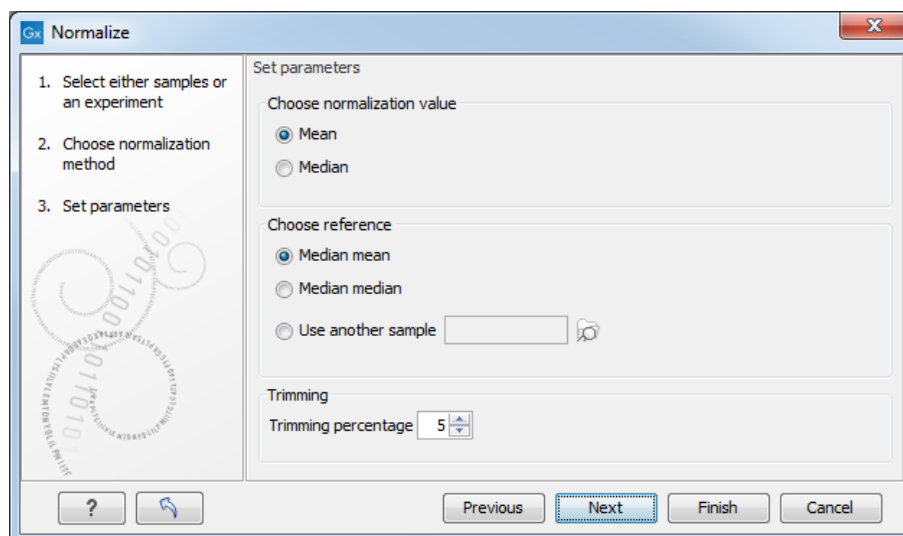 Gx Normalize
X
1. Select either samples or
an experiment
2. Choose normalization
method
3. Set parameters
Set parameters
Choose normalization value
Mean
Median
Choose reference
Median mean
Median median
Use another sample
Trimming
Trimming percentage 5
? Previous Next Finish Cancel